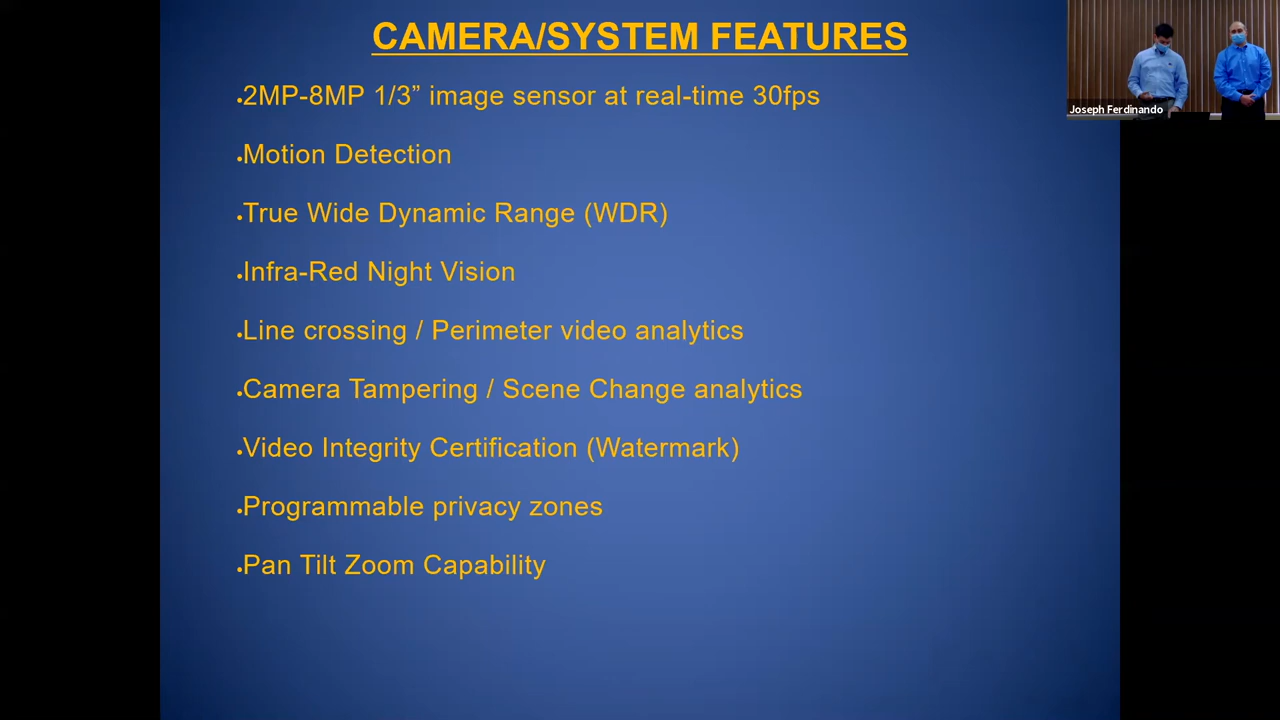 CAMERA/SYSTEM FEATURES
•2MP-8MP 1/3” image sensor at real-time 30fps
•Motion Detection
•True Wide Dynamic Range (WDR)
•Infra-Red Night Vision
•Line crossing / Perimeter video analytics
•Camera Tampering / Scene Change analytics
•Video Integrity Certification (Watermark)
•Programmable privacy zones
•Pan Tilt Zoom Capability
Joseph Ferdinando